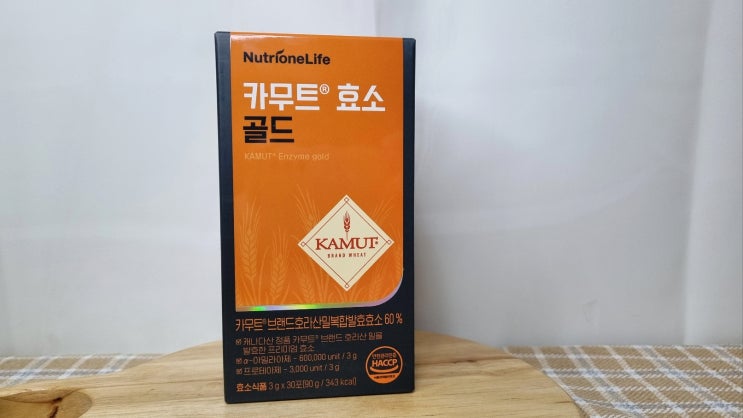 NutrioneLife
카무트® 효소
골드
KAMUT® Enzyme gold
KAMUT®
BRAND WHEAT
카무트® 브랜드호라산밀복합발효효소 60 %
캐나다산 정품 카무트® 브랜드 호라산 밀을
발효한 프리미엄 효소
α-아밀라아제 - 600,000 unit / 3 g
프로테아제 - 3,000 unit / 3 g
HACCP
효소식품 3 g x 30포(90 g / 343 kcal)